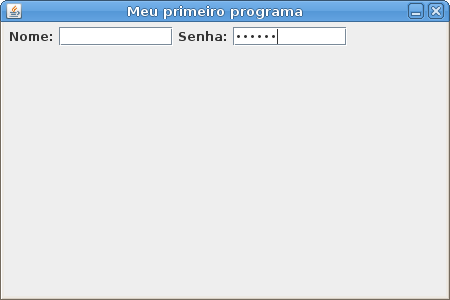 Meu primeiro programa
Nome: Senha: ••••••